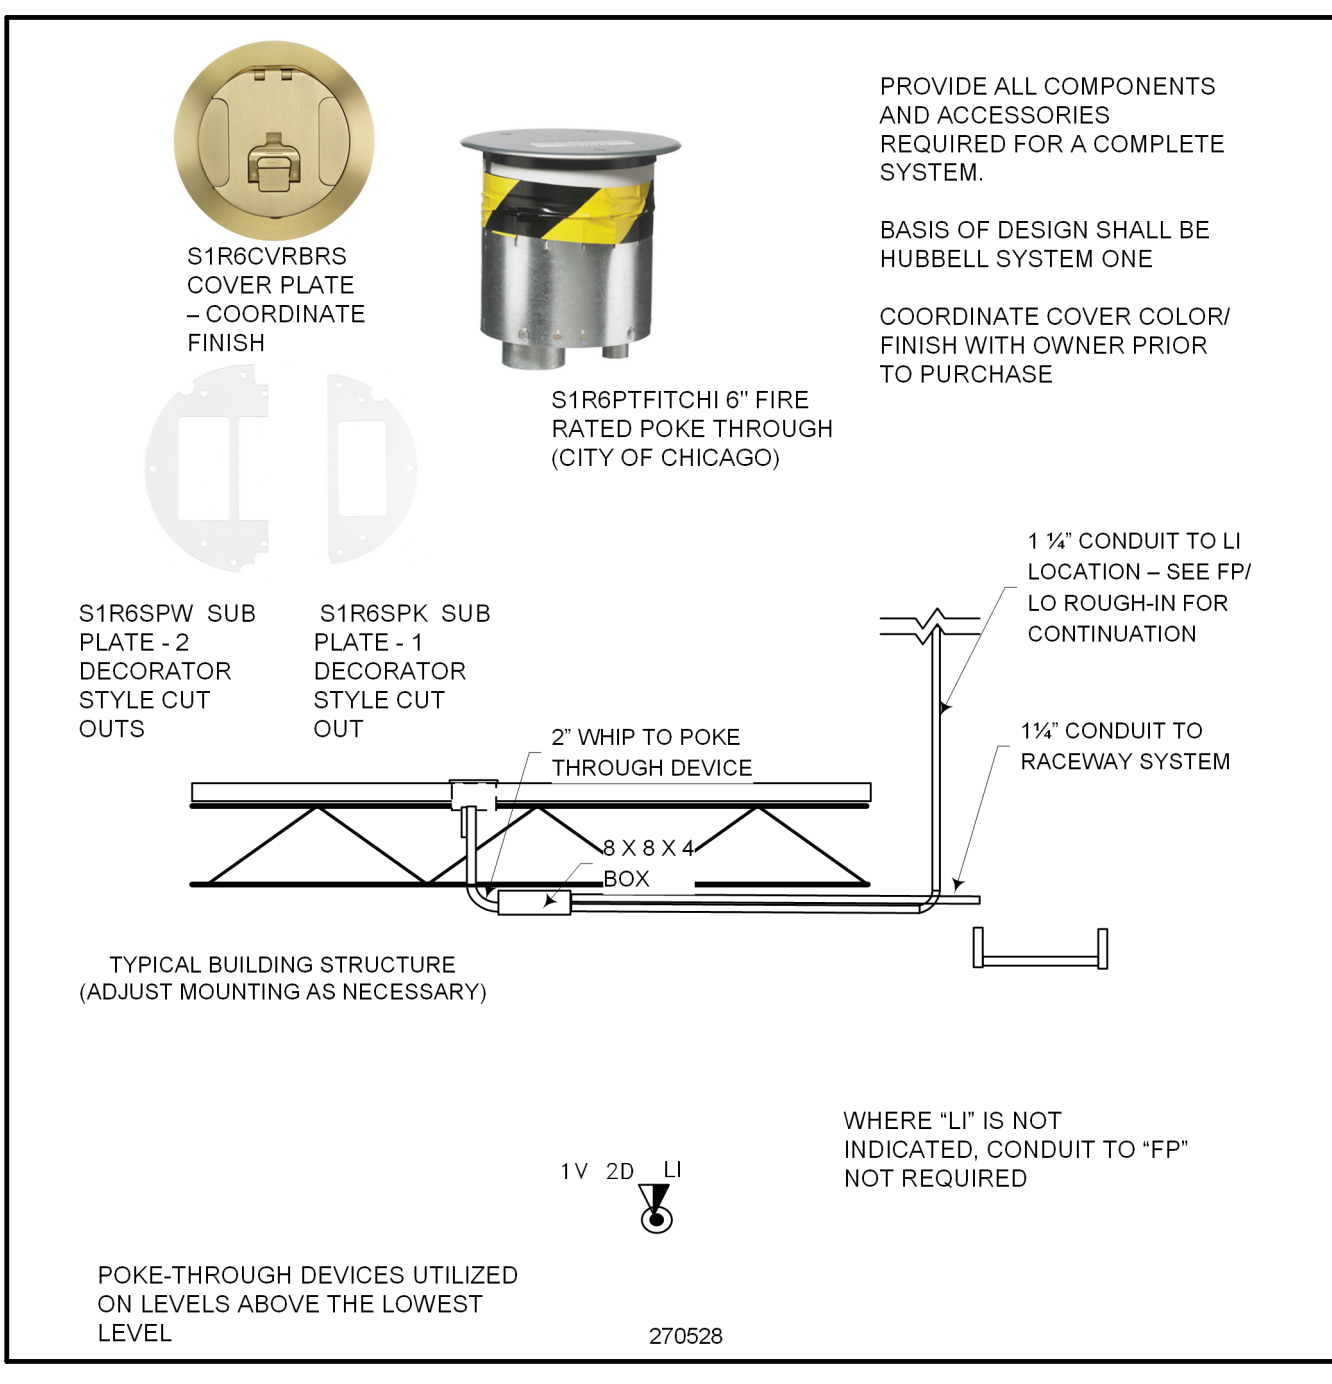 S1R6CVRBRS
COVER PLATE
– COORDINATE
FINISH
S1R6PTFITCHI 6" FIRE
RATED POKE THROUGH
(CITY OF CHICAGO)
PROVIDE ALL COMPONENTS
AND ACCESSORIES
REQUIRED FOR A COMPLETE
SYSTEM.
BASIS OF DESIGN SHALL BE
HUBBELL SYSTEM ONE
COORDINATE COVER COLOR/
FINISH WITH OWNER PRIOR
TO PURCHASE
S1R6SPW SUB
PLATE - 2
DECORATOR
STYLE CUT
OUTS
S1R6SPK SUB
PLATE - 1
DECORATOR
STYLE CUT
OUT
1 ¼” CONDUIT TO LI
LOCATION – SEE FP/
LO ROUGH-IN FOR
CONTINUATION
2” WHIP TO POKE
THROUGH DEVICE
1¼” CONDUIT TO
RACEWAY SYSTEM
8 X 8 X 4
BOX
TYPICAL BUILDING STRUCTURE
(ADJUST MOUNTING AS NECESSARY)
WHERE “LI” IS NOT
INDICATED, CONDUIT TO “FP”
NOT REQUIRED
1V 2D LI
POKE-THROUGH DEVICES UTILIZED
ON LEVELS ABOVE THE LOWEST
LEVEL
270528